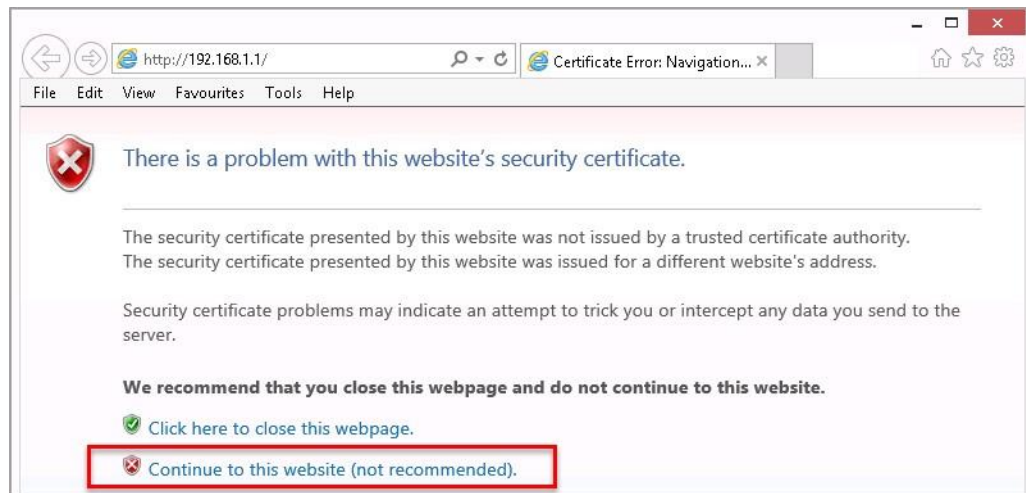 http://192.168.1.1/
Certificate Error: Navigation...
File Edit View Favourites Tools Help
There is a problem with this website's security certificate.
The security certificate presented by this website was not issued by a trusted certificate authority.
The security certificate presented by this website was issued for a different website's address.
Security certificate problems may indicate an attempt to trick you or intercept any data you send to the
server.
We recommend that you close this webpage and do not continue to this website.
Click here to close this webpage.
Continue to this website (not recommended).